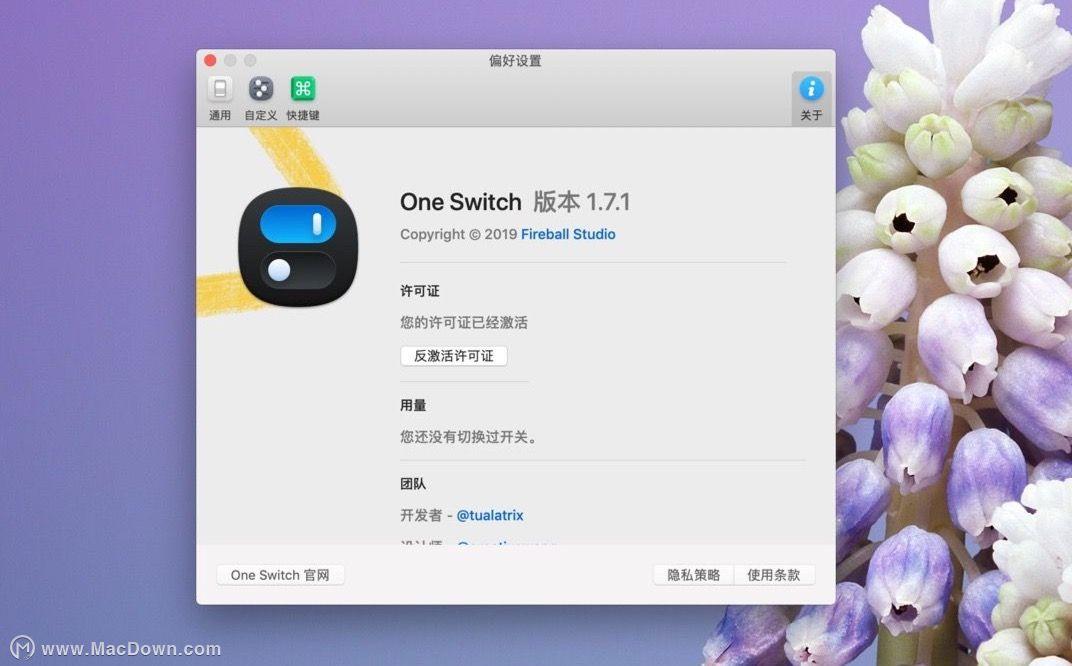 偏好设置
通用 自定义 快捷键 关于
One Switch 版本 1.7.1
Copyright © 2019 Fireball Studio
许可证
您的许可证已经激活
反激活许可证
用量
您还没有切换过开关。
团队
开发者 - @tualatrix
One Switch 官网 隐私策略 使用条款
www.MacDown.com